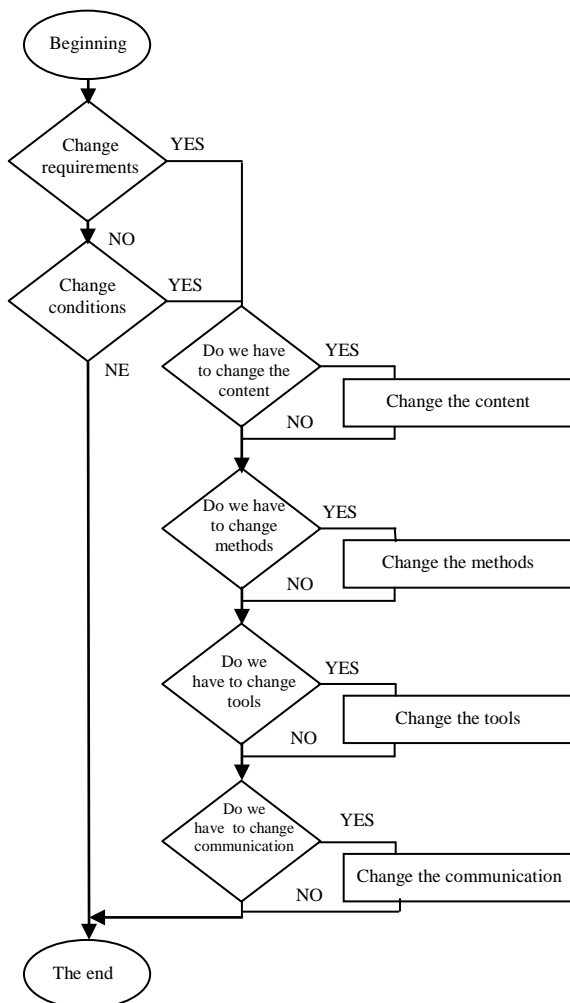 Beginning
Change
requirements
YES
NO
Change
conditions
YES
NE
Do we have
to change the
content
YES
Change the content
NO
Do we have
to change
methods
YES
Change the methods
NO
Do we
have to change
tools
YES
Change the tools
NO
Do we
have to change
communication
YES
Change the communication
NO
The end